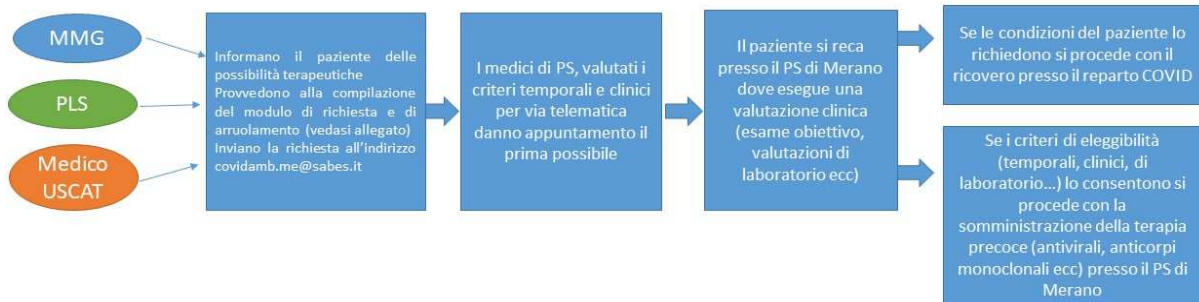 MMG
PLS
Medico
USCAT
Informano il paziente delle
possibilità terapeutiche
Provvedono alla compilazione
del modulo di richiesta e di
arruolamento (vedasi allegato)
Inviano la richiesta all'indirizzo
covidamb.me@sabes.it
I medici di PS, valutati i
criteri temporali e clinici
per via telematica
danno appuntamento il
prima possibile
Il paziente si reca
presso il PS di Merano
dove esegue una
valutazione clinica
(esame obiettivo,
valutazioni di
laboratorio ecc)
Se le condizioni del paziente lo
richiedono si procede con il
ricovero presso il reparto COVID
Se i criteri di eleggibilità
(temporali, clinici, di
laboratorio...) lo consentono si
procede con la
somministrazione della terapia
precoce (antivirali, anticorpi
monoclonali ecc) presso il PS di
Merano